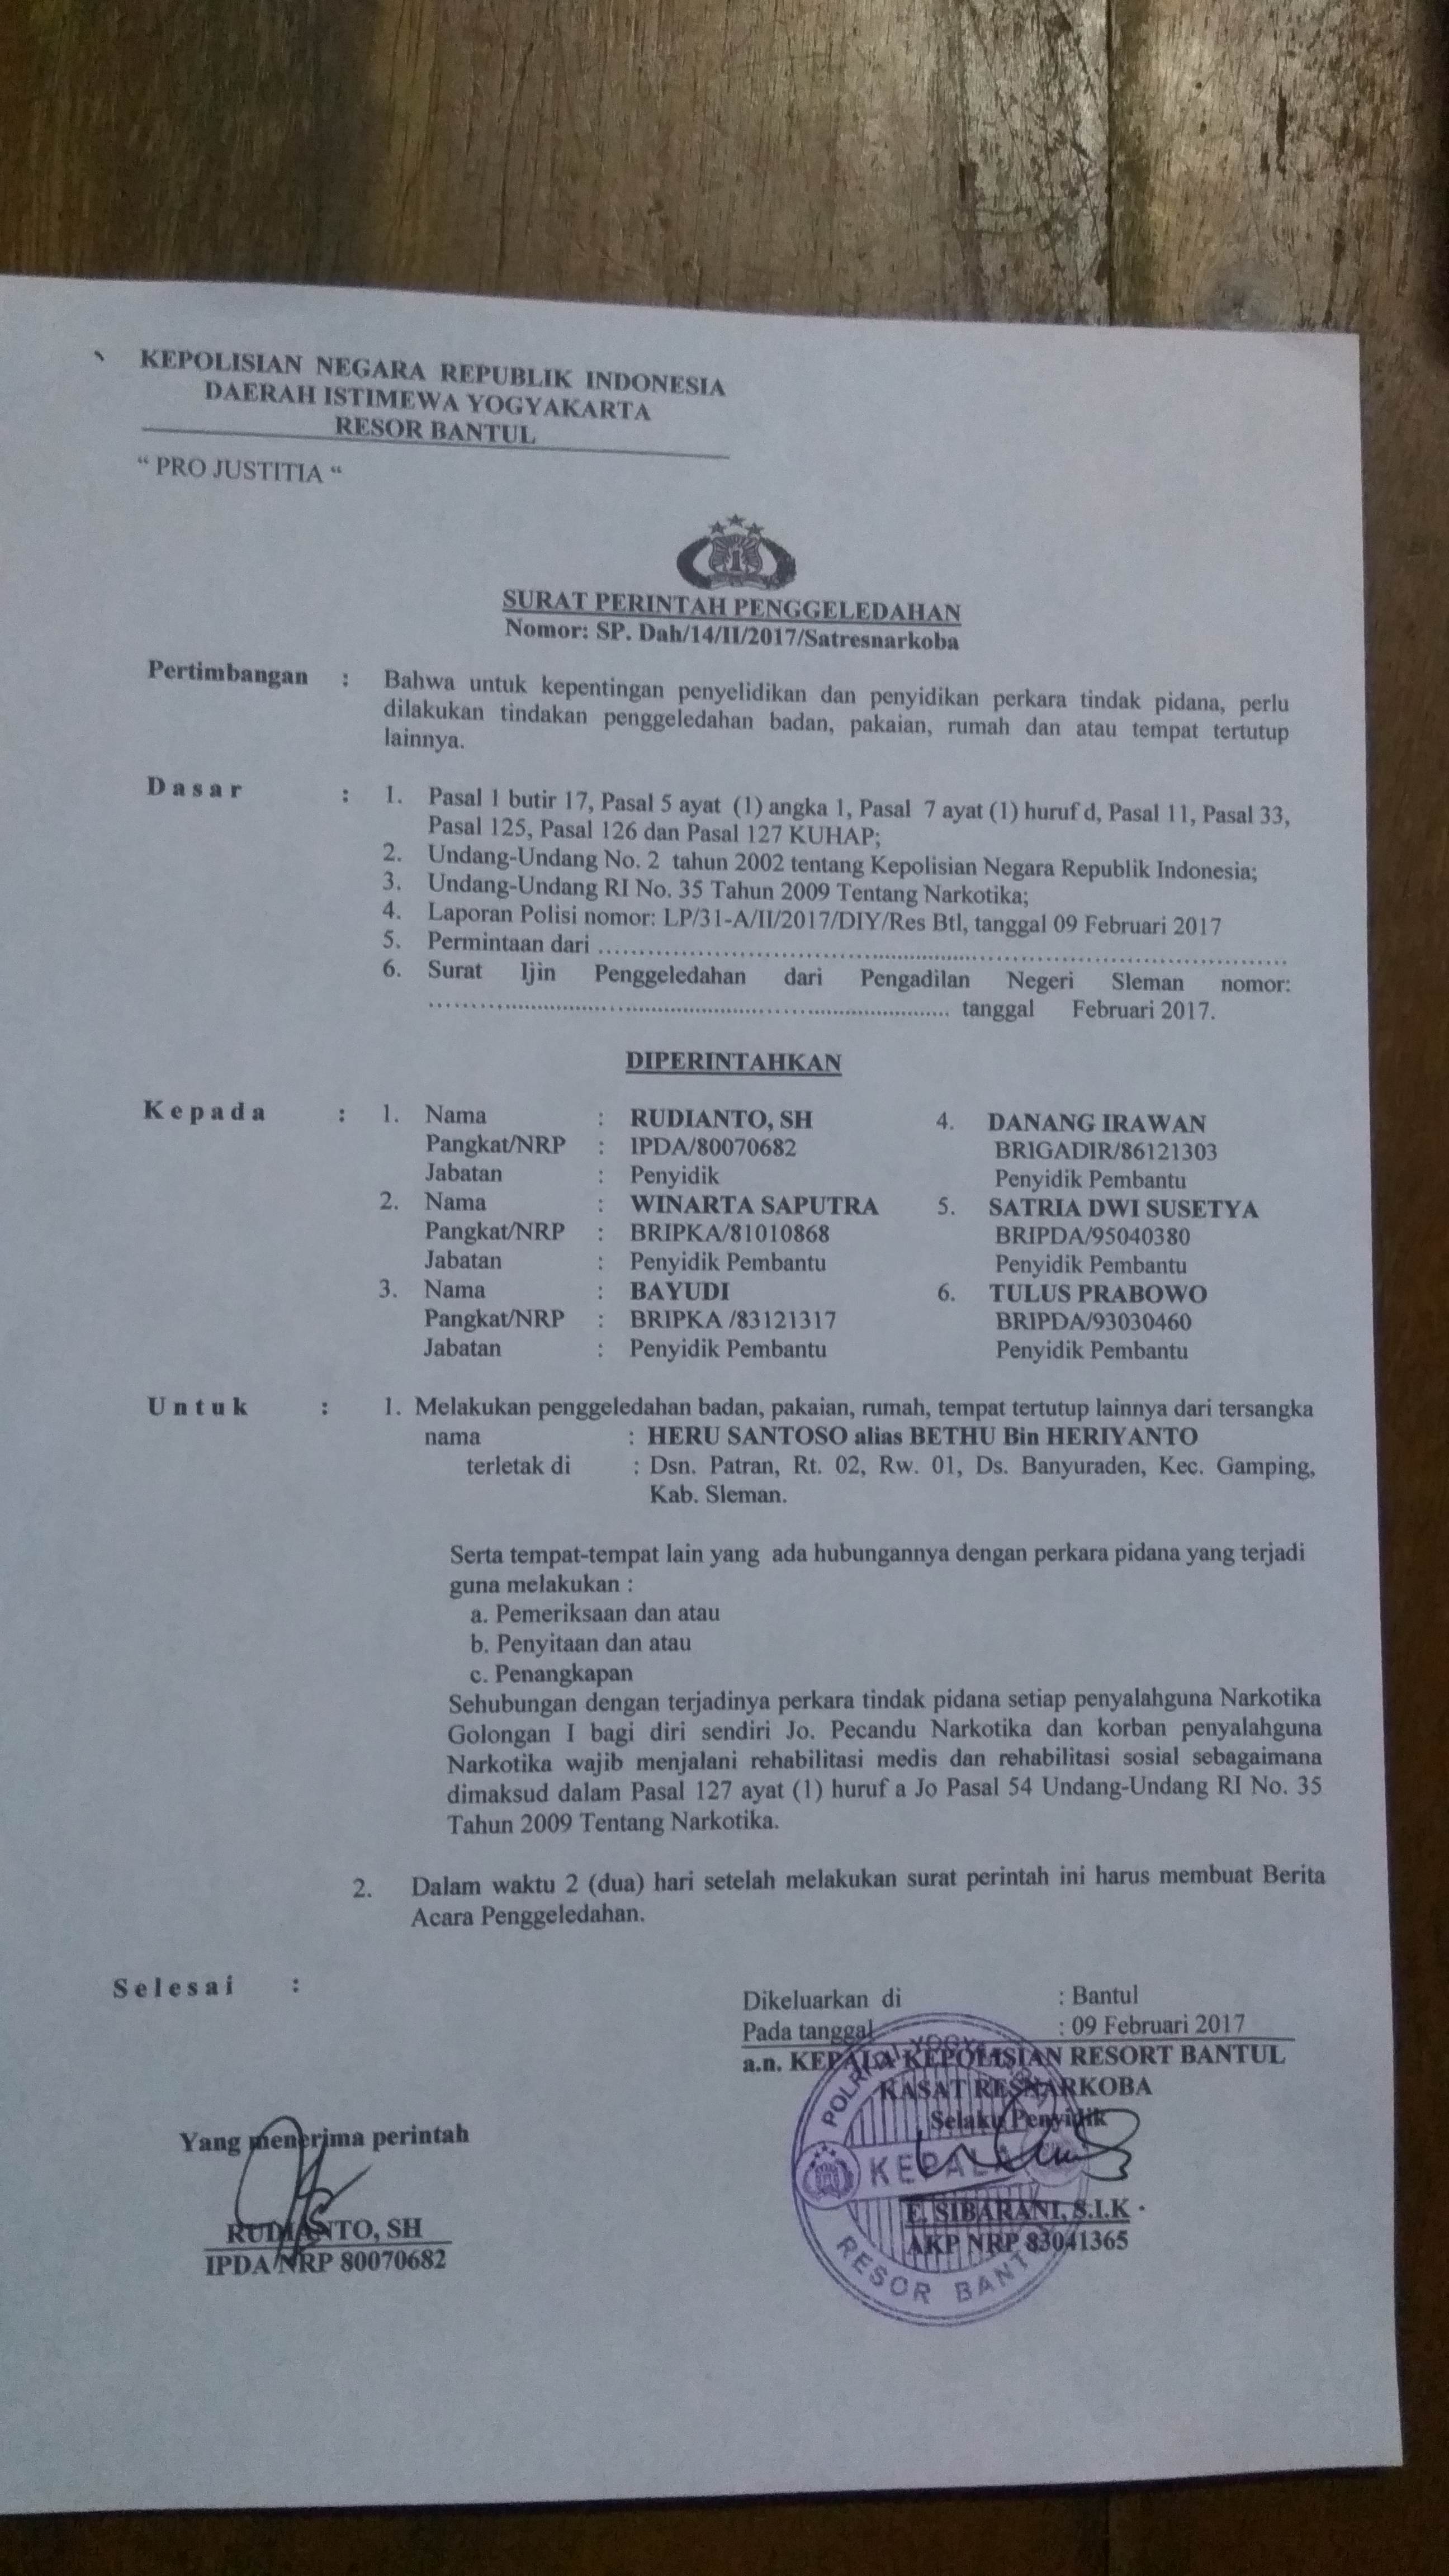 KEPOLISIAN NEGARA REPUBLIK INDONESIA
DAERAH ISTIMEWA YOGYAKARTA
RESOR BANTUL
“ PRO JUSTITIA “
SURAT PERINTAH PENGGELEDAHAN
Nomor: SP. Dah/14/II/2017/Satresnarkoba
Pertimbangan : Bahwa untuk kepentingan penyelidikan dan penyidikan perkara tindak pidana, perlu
dilakukan tindakan penggeledahan badan, pakaian, rumah dan atau tempat tertutup
lainnya.
Dasar : 1. Pasal 1 butir 17, Pasal 5 ayat (1) angka 1, Pasal 7 ayat (1) huruf d, Pasal 11, Pasal 33,
Pasal 125, Pasal 126 dan Pasal 127 KUHAP;
2. Undang-Undang No. 2 tahun 2002 tentang Kepolisian Negara Republik Indonesia;
3. Undang-Undang RI No. 35 Tahun 2009 Tentang Narkotika;
4. Laporan Polisi nomor: LP/31-A/II/2017/DIY/Res Btl, tanggal 09 Februari 2017
5. Permintaan dari ........................................................................
6. Surat Ijin Penggeledahan dari Pengadilan Negeri Sleman nomor:
........................................................................ tanggal Februari 2017.
DIPERINTAHKAN
Kepada : 1. Nama : RUDIANTO, SH 4. DANANG IRAWAN
Pangkat/NRP : IPDA/80070682 BRIGADIR/86121303
Jabatan : Penyidik Penyidik Pembantu
2. Nama : WINARTA SAPUTRA 5. SATRIA DWI SUSETYA
Pangkat/NRP : BRIPKA/81010868 BRIPDA/95040380
Jabatan : Penyidik Pembantu Penyidik Pembantu
3. Nama : BAYUDI 6. TULUS PRABOWO
Pangkat/NRP : BRIPKA /83121317 BRIPDA/93030460
Jabatan : Penyidik Pembantu Penyidik Pembantu
Untuk : 1. Melakukan penggeledahan badan, pakaian, rumah, tempat tertutup lainnya dari tersangka
nama : HERU SANTOSO alias BETHU Bin HERIYANTO
terletak di : Dsn. Patran, Rt. 02, Rw. 01, Ds. Banyuraden, Kec. Gamping,
Kab. Sleman.
Serta tempat-tempat lain yang ada hubungannya dengan perkara pidana yang terjadi
guna melakukan :
a. Pemeriksaan dan atau
b. Penyitaan dan atau
c. Penangkapan
Sehubungan dengan terjadinya perkara tindak pidana setiap penyalahguna Narkotika
Golongan I bagi diri sendiri Jo. Pecandu Narkotika dan korban penyalahguna
Narkotika wajib menjalani rehabilitasi medis dan rehabilitasi sosial sebagaimana
dimaksud dalam Pasal 127 ayat (1) huruf a Jo Pasal 54 Undang-Undang RI No. 35
Tahun 2009 Tentang Narkotika.
2. Dalam waktu 2 (dua) hari setelah melakukan surat perintah ini harus membuat Berita
Acara Penggeledahan.
Selesai :
Dikeluarkan di : Bantul
Pada tanggal : 09 Februari 2017
a.n. KEPALA KEPOLISIAN RESORT BANTUL
KASAT RESNARKOBA
Selaku Penyidik
Yang menerima perintah
KEPALA
RESOR BANTUL
RUDIANTO, SH
IPDA/NRP 80070682
E. SIBARANI, S.I.K
AKP NRP 83041365